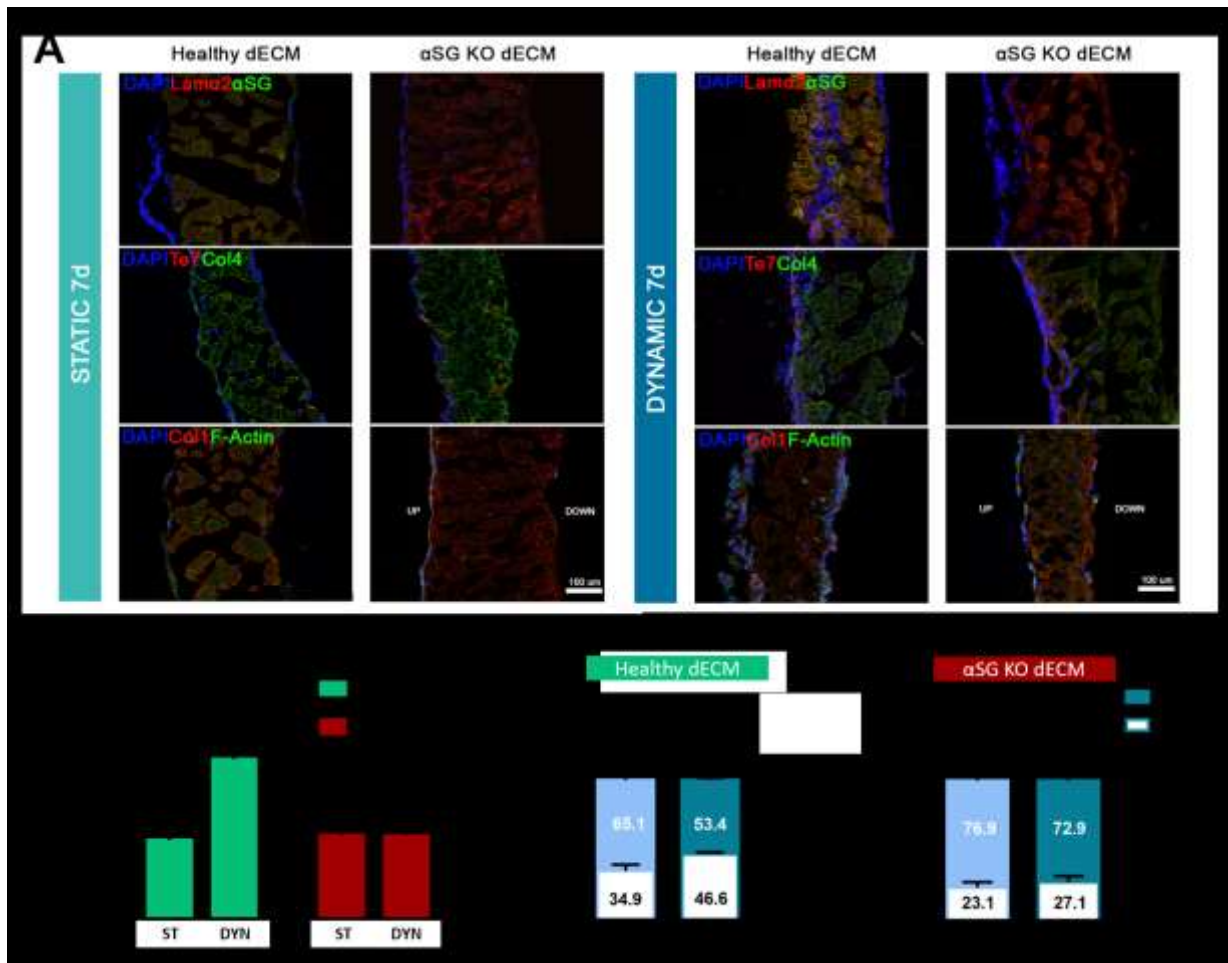 A
Healthy dECM
αSG KO dECM
Healthy dECM
αSG KO dECM
STATIC 7d
DYNAMIC 7d
DAPI Lamα2 αSG
DAPI Lamα2 αSG
DAPI Te7 Col4
DAPI Te7 Col4
DAPI Col1 F-Actin
DAPI Col1 F-Actin
UP
DOWN
100 um
UP
DOWN
100 um
Healthy dECM
αSG KO dECM
65.1
53.4
76.9
72.9
34.9
46.6
23.1
27.1
ST
DYN
ST
DYN